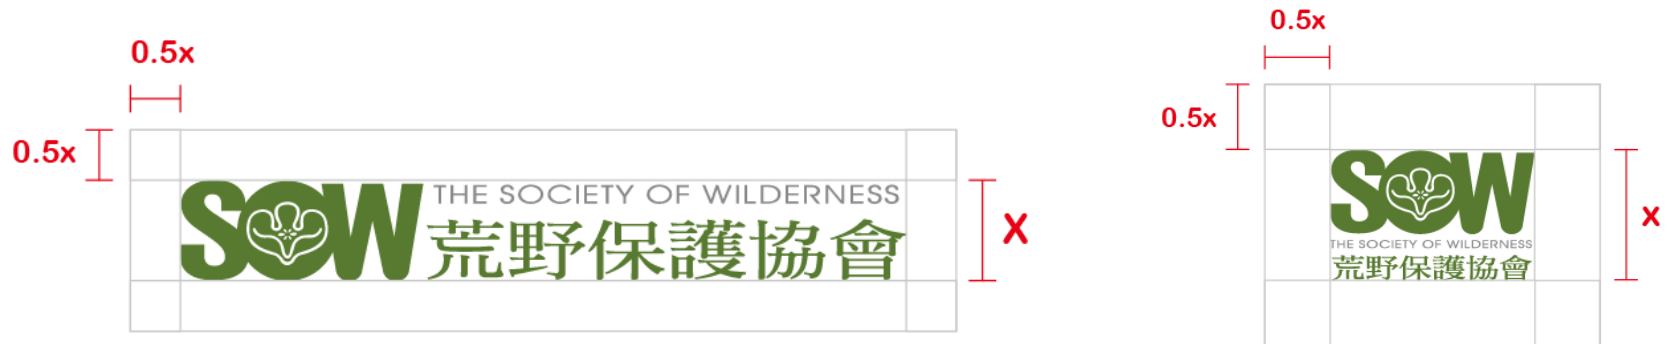 0.5x
0.5x
SOW
THE SOCIETY OF WILDERNESS
荒野保護協會
X
0.5x
0.5x
SOW
THE SOCIETY OF WILDERNESS
荒野保護協會
x